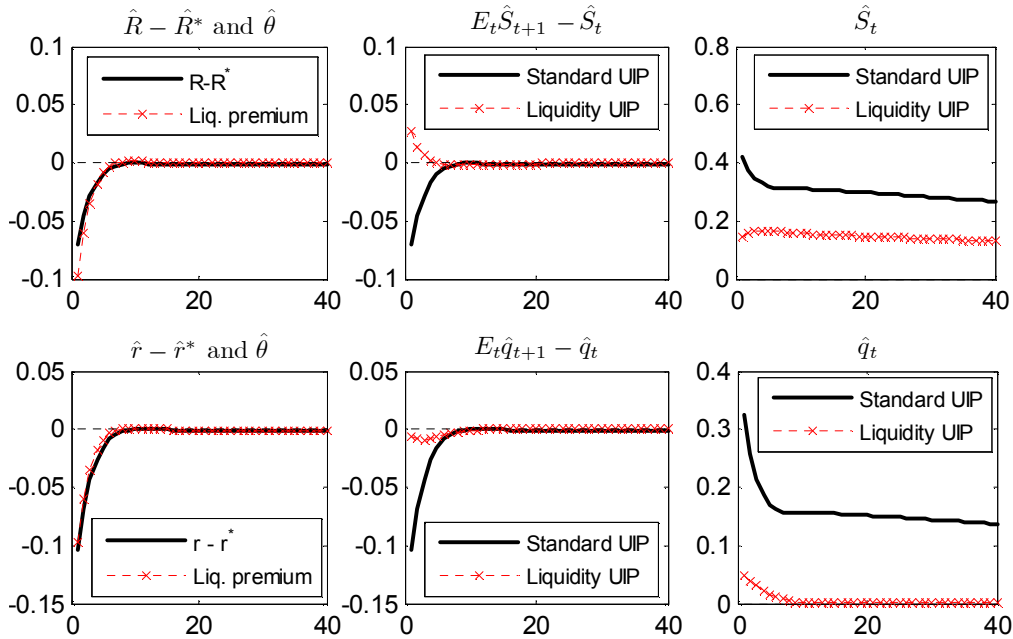 R̂ − R̂* and θ̂
0.1
0.05
0
-0.05
-0.1
0
20
40
R-R*
Liq. premium
E_tŜ_{t+1} − Ŝ_t
0.1
0.05
0
-0.05
-0.1
0
20
40
Standard UIP
Liquidity UIP
Ŝ_t
0.8
0.6
0.4
0.2
0
0
20
40
Standard UIP
Liquidity UIP
r̂ − r̂* and θ̂
0.05
0
-0.05
-0.1
-0.15
0
20
40
r - r*
Liq. premium
E_tq̂_{t+1} − q̂_t
0.05
0
-0.05
-0.1
-0.15
0
20
40
Standard UIP
Liquidity UIP
q̂_t
0.4
0.3
0.2
0.1
0
0
20
40
Standard UIP
Liquidity UIP